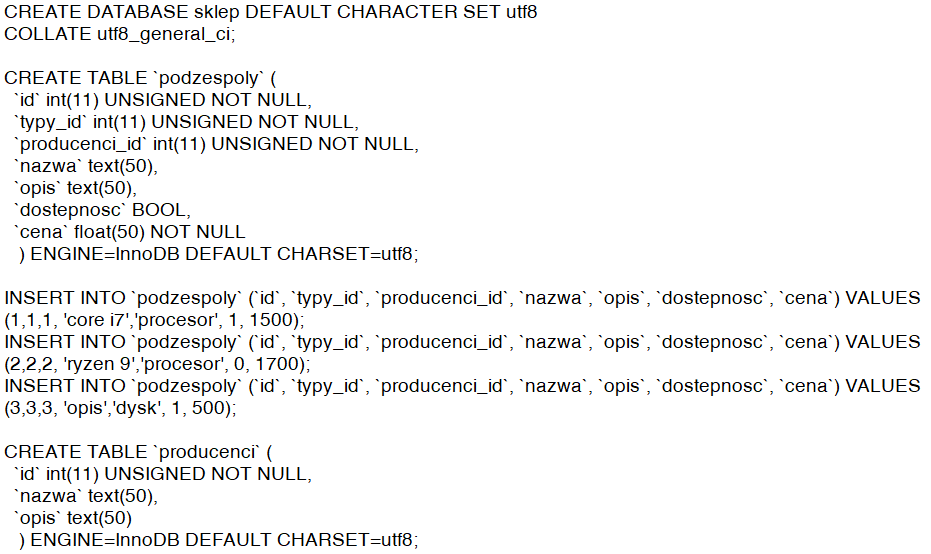 CREATE DATABASE sklep DEFAULT CHARACTER SET utf8
COLLATE utf8_general_ci;

CREATE TABLE `podzespoly` (
  `id` int(11) UNSIGNED NOT NULL,
  `typy_id` int(11) UNSIGNED NOT NULL,
  `producenci_id` int(11) UNSIGNED NOT NULL,
  `nazwa` text(50),
  `opis` text(50),
  `dostepnosc` BOOL,
  `cena` float(50) NOT NULL
   ) ENGINE=InnoDB DEFAULT CHARSET=utf8;

INSERT INTO `podzespoly` (`id`, `typy_id`, `producenci_id`, `nazwa`, `opis`, `dostepnosc`, `cena`) VALUES
(1,1,1, 'core i7','procesor', 1, 1500);
INSERT INTO `podzespoly` (`id`, `typy_id`, `producenci_id`, `nazwa`, `opis`, `dostepnosc`, `cena`) VALUES
(2,2,2, 'ryzen 9','procesor', 0, 1700);
INSERT INTO `podzespoly` (`id`, `typy_id`, `producenci_id`, `nazwa`, `opis`, `dostepnosc`, `cena`) VALUES
(3,3,3, 'opis','dysk', 1, 500);

CREATE TABLE `producenci` (
  `id` int(11) UNSIGNED NOT NULL,
  `nazwa` text(50),
  `opis` text(50)
   ) ENGINE=InnoDB DEFAULT CHARSET=utf8;